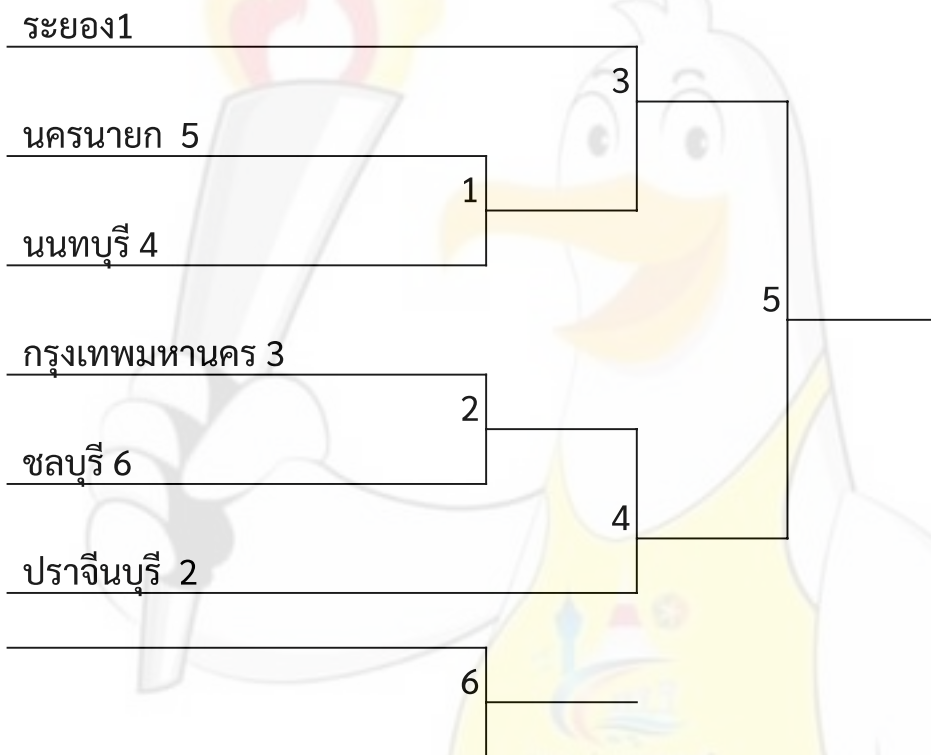 ระยอง1
3
นครนายก 5
1
นนทบุรี 4
5
กรุงเทพมหานคร 3
2
ชลบุรี 6
4
ปราจีนบุรี 2
6